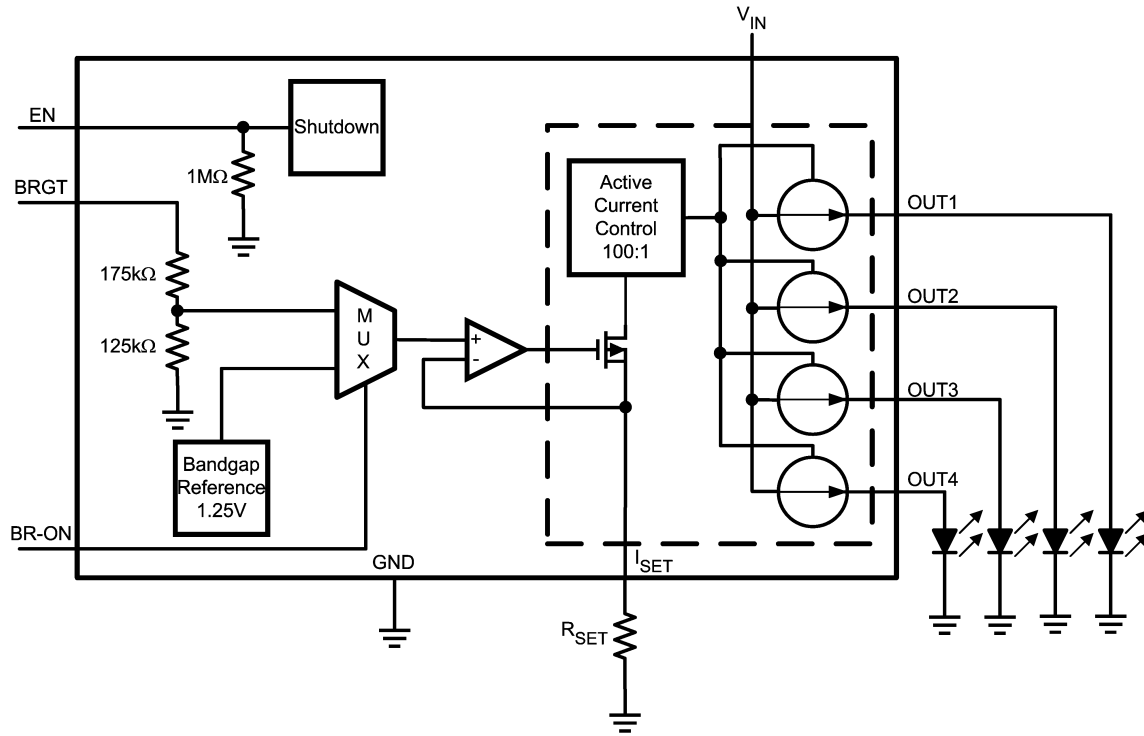 VIN
EN
Shutdown
1MΩ
BRGT
Active
Current
Control
100:1
OUT1
175kΩ
OUT2
MUX
+
-
125kΩ
OUT3
Bandgap
Reference
1.25V
OUT4
BR-ON
GND
ISET
RSET